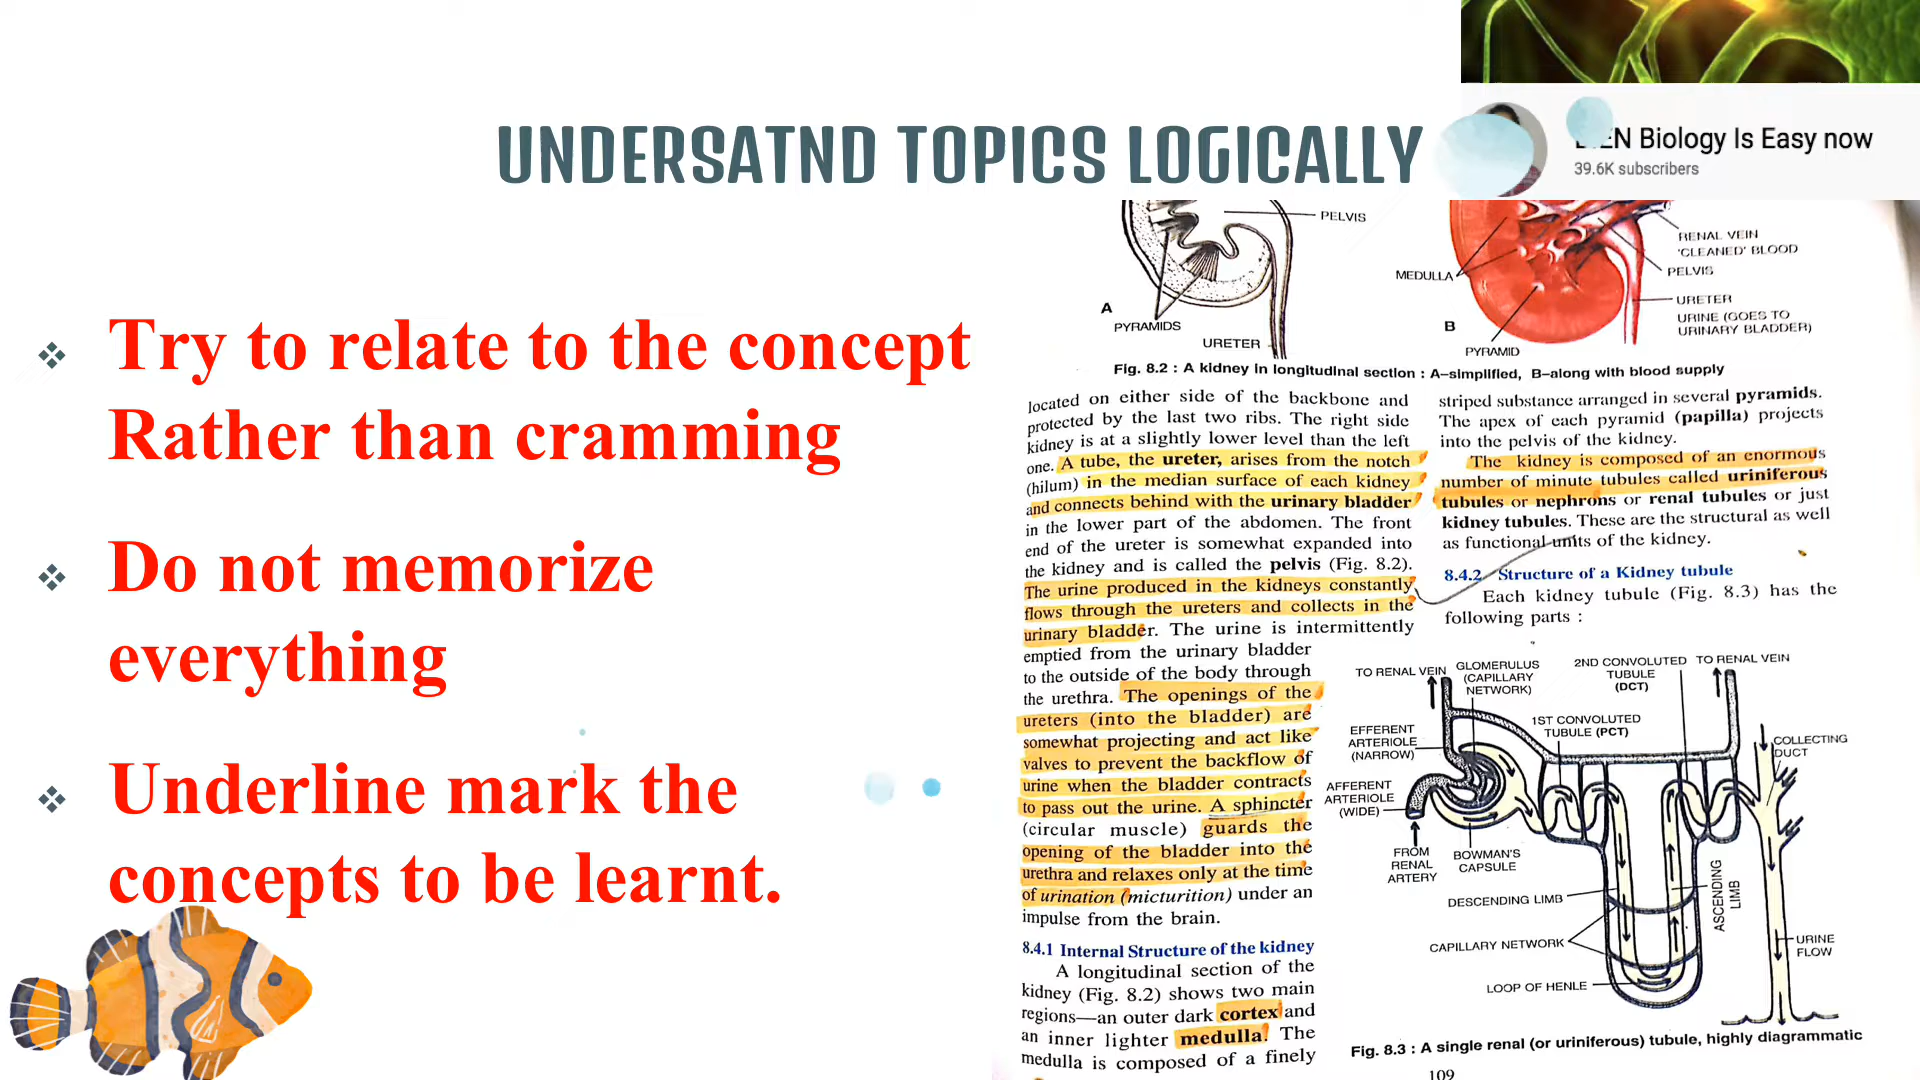 UNDERSATND TOPICS LOGICALLY
EN Biology Is Easy now
39.6K subscribers
Try to relate to the concept
Rather than cramming
Do not memorize
everything
Underline mark the
concepts to be learnt.
PELVIS
A
PYRAMIDS
URETER
MEDULLA
RENAL VEIN
'CLEANED' BLOOD
PELVIS
URETER
URINE (GOES TO
URINARY BLADDER)
B
PYRAMID
Fig. 8.2 : A kidney in longitudinal section : A–simplified, B–along with blood supply
located on either side of the backbone and
protected by the last two ribs. The right side
kidney is at a slightly lower level than the left
one. A tube, the ureter, arises from the notch
(hilum) in the median surface of each kidney
and connects behind with the urinary bladder
in the lower part of the abdomen. The front
end of the ureter is somewhat expanded into
the kidney and is called the pelvis (Fig. 8.2).
The urine produced in the kidneys constantly
flows through the ureters and collects in the
urinary bladder. The urine is intermittently
emptied from the urinary bladder
to the outside of the body through
the urethra. The openings of the
ureters (into the bladder) are
somewhat projecting and act like
valves to prevent the backflow of
urine when the bladder contracts
to pass out the urine. A sphincter
(circular muscle) guards the
opening of the bladder into the
urethra and relaxes only at the time
of urination (micturition) under an
impulse from the brain.
8.4.1 Internal Structure of the kidney
A longitudinal section of the
kidney (Fig. 8.2) shows two main
regions—an outer dark cortex and
an inner lighter medulla. The
medulla is composed of a finely
striped substance arranged in several pyramids.
The apex of each pyramid (papilla) projects
into the pelvis of the kidney.
The kidney is composed of an enormous
number of minute tubules called uriniferous
tubules or nephrons or renal tubules or just
kidney tubules. These are the structural as well
as functional units of the kidney.
8.4.2 Structure of a Kidney tubule
Each kidney tubule (Fig. 8.3) has the
following parts :
TO RENAL VEIN
GLOMERULUS
(CAPILLARY
NETWORK)
2ND CONVOLUTED
TUBULE
(DCT)
TO RENAL VEIN
1ST CONVOLUTED
TUBULE (PCT)
EFFERENT
ARTERIOLE
(NARROW)
COLLECTING
DUCT
AFFERENT
ARTERIOLE
(WIDE)
FROM
RENAL
ARTERY
BOWMAN'S
CAPSULE
DESCENDING LIMB
ASCENDING
LIMB
CAPILLARY NETWORK
URINE
FLOW
LOOP OF HENLE
Fig. 8.3 : A single renal (or uriniferous) tubule, highly diagrammatic
109